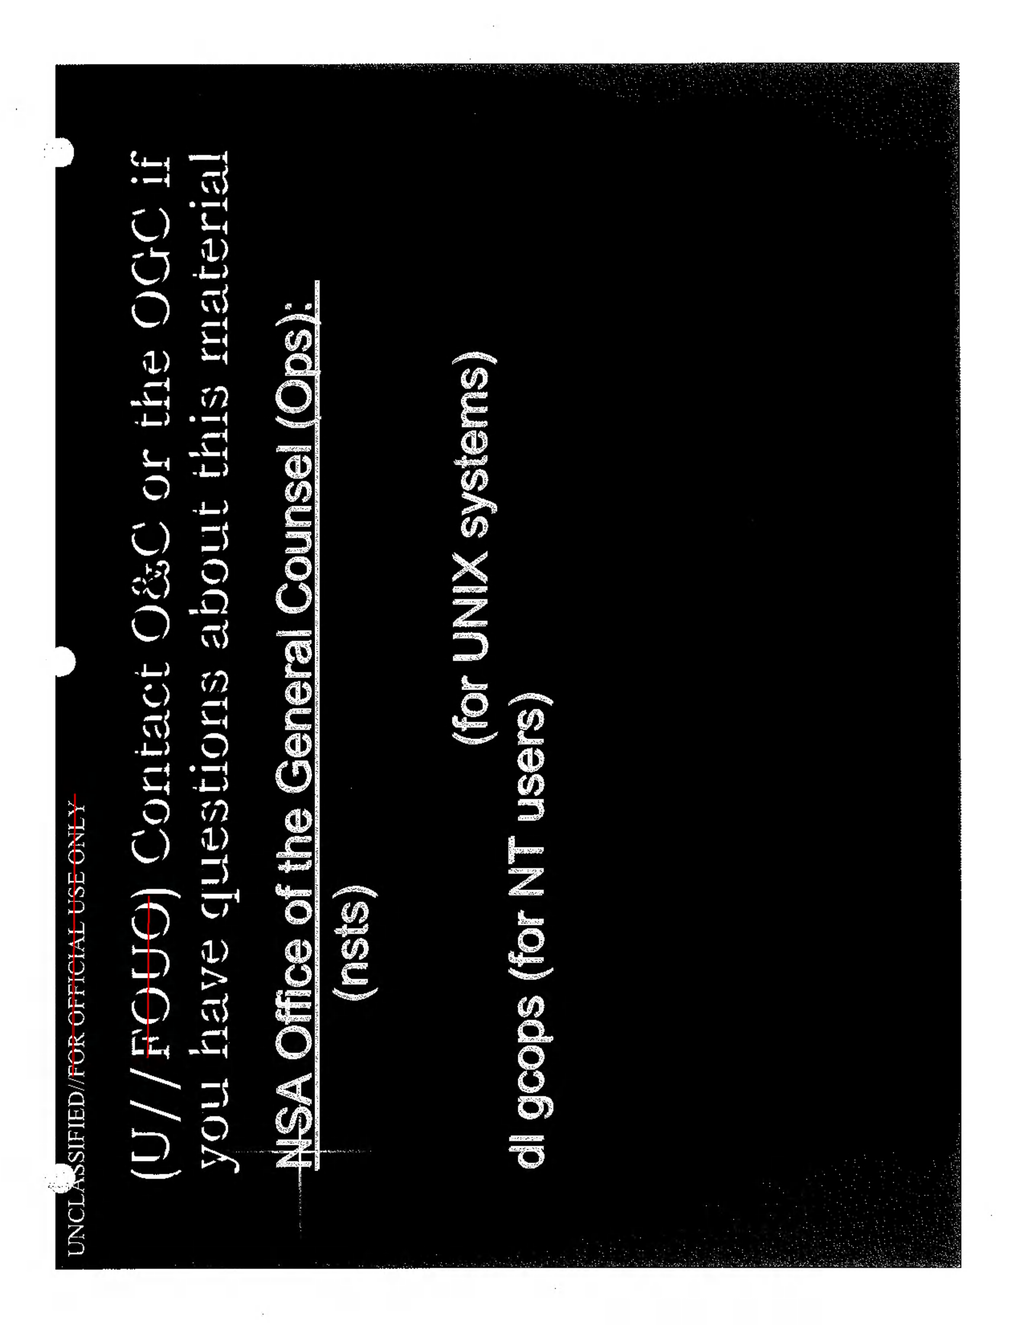 UNCLASSIFIED//FOR OFFICIAL USE ONLY
(U//FOUO) Contact O&C or the OGC if
you have questions about this material
NSA Office of the General Counsel (Ops):
(nsts)
(for UNIX systems)
dl gcops (for NT users)